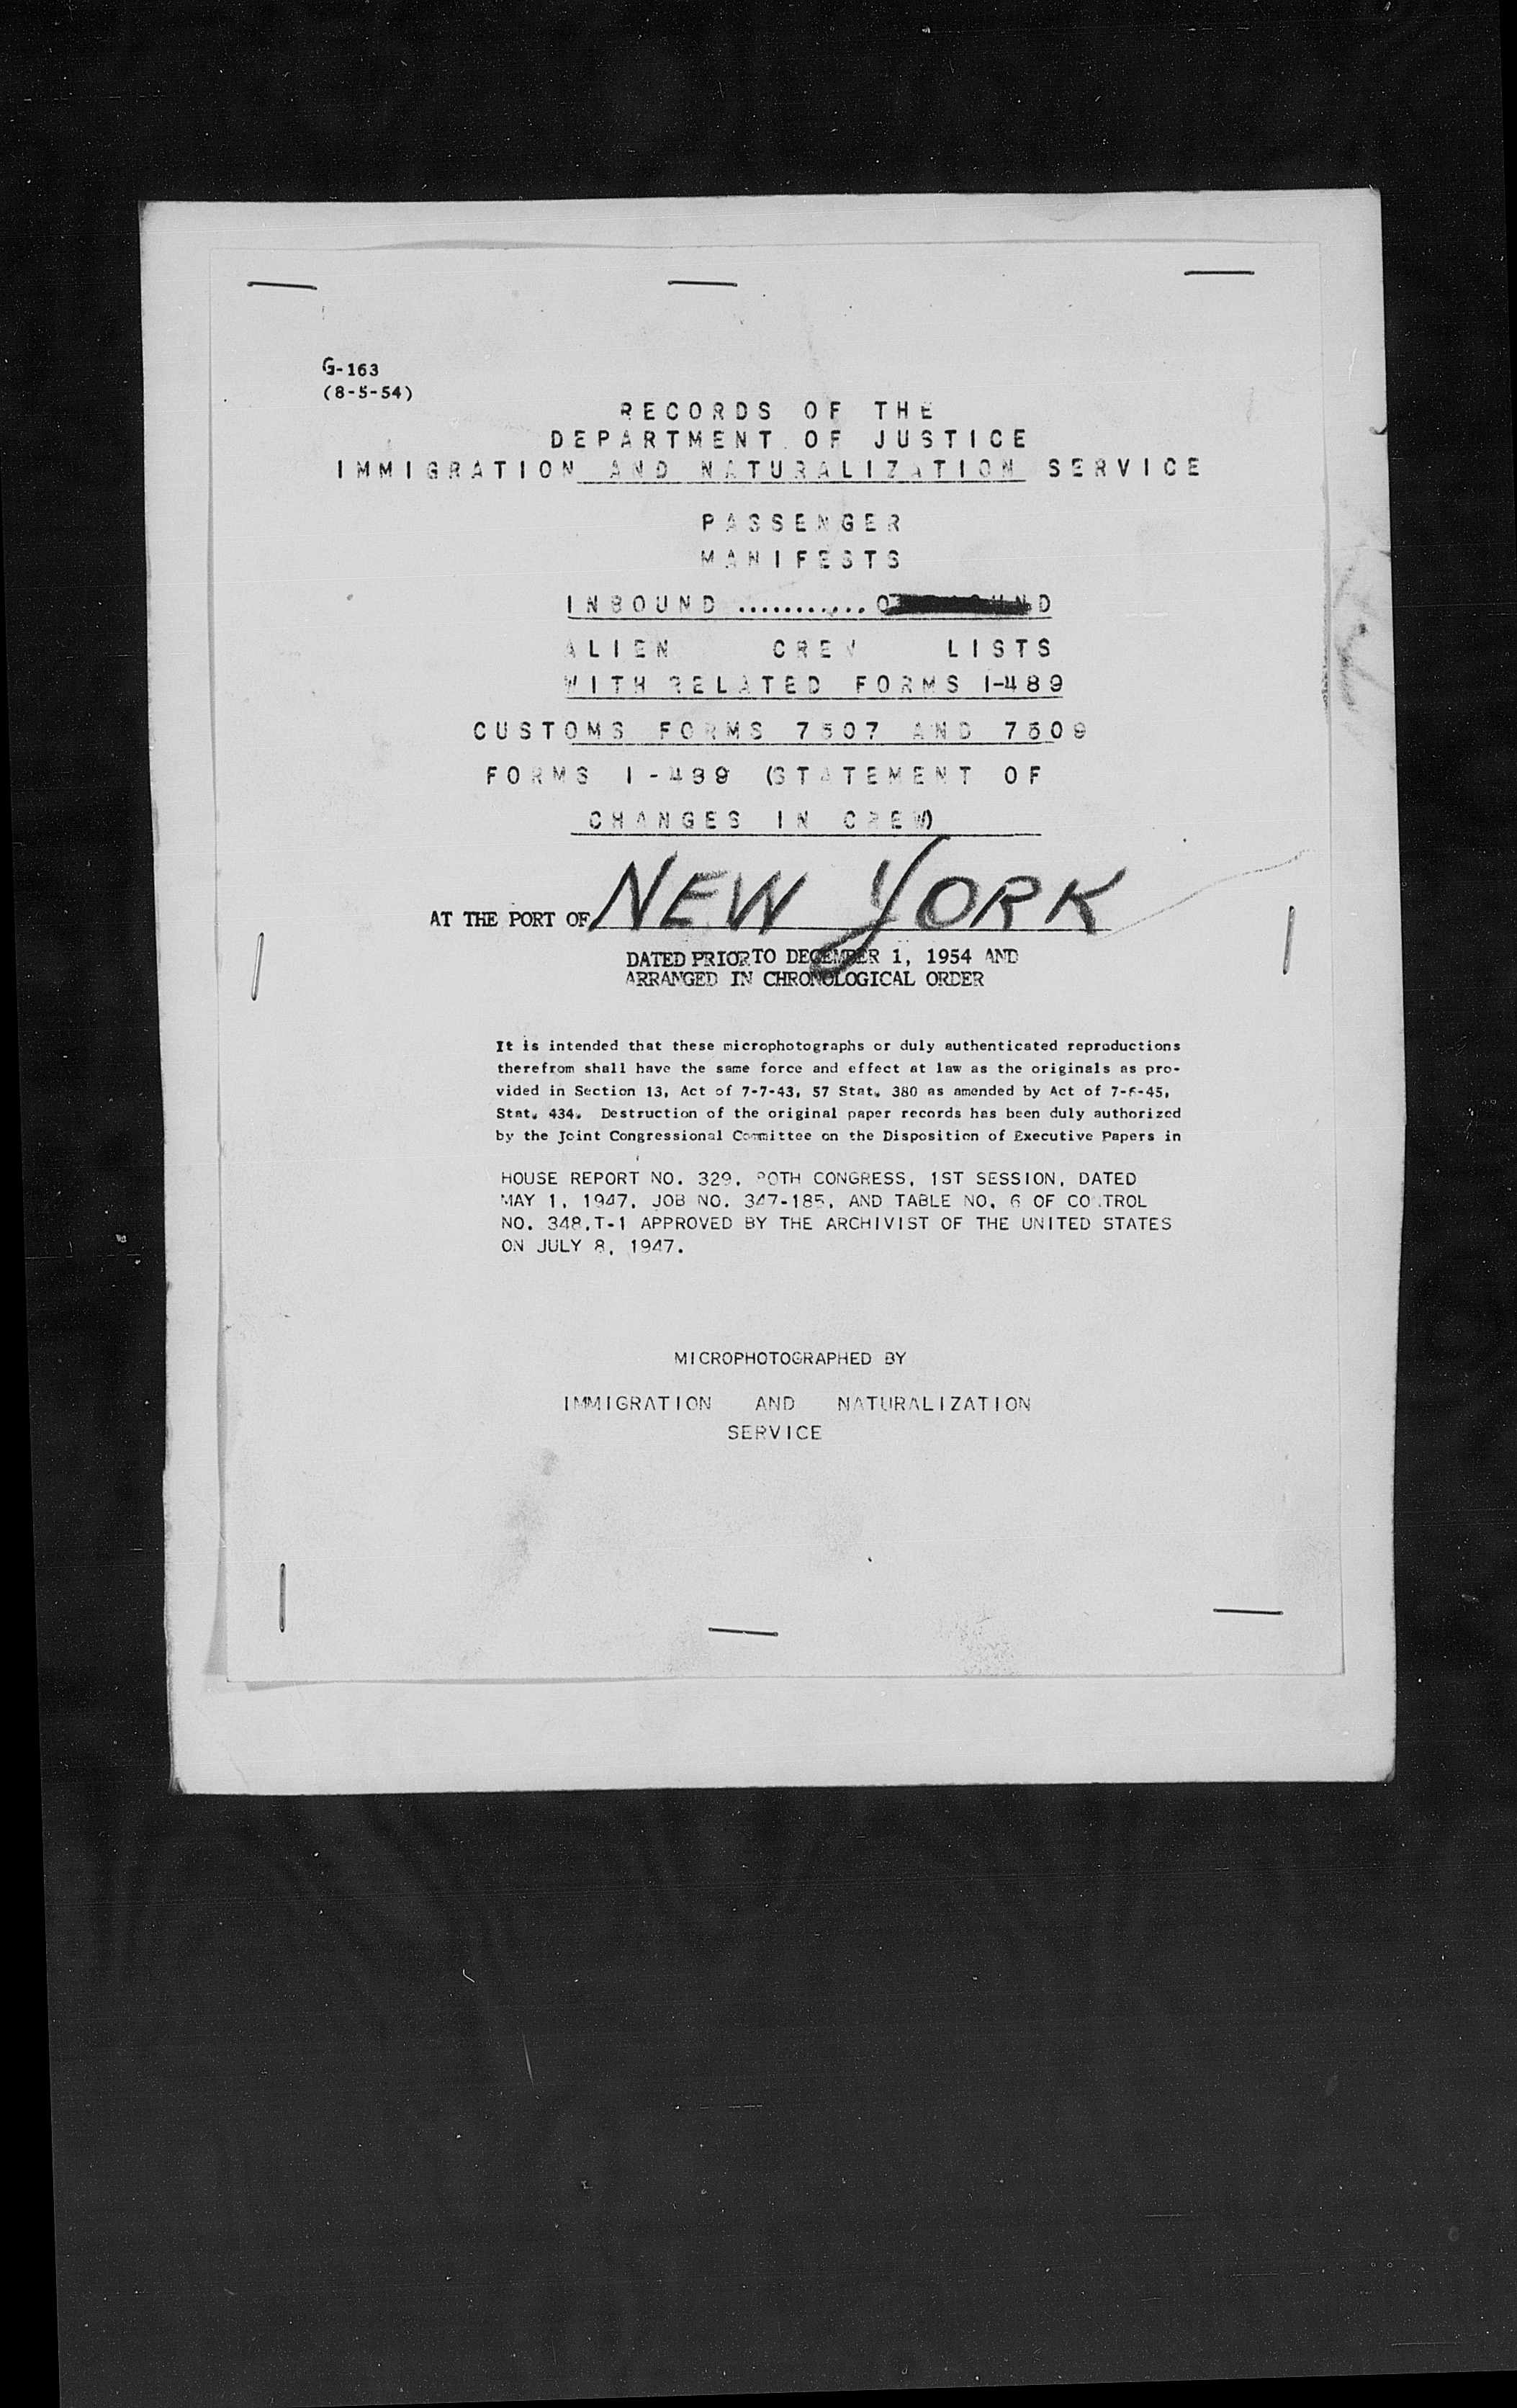 G-163
(8-5-54)
RECORDS OF THE
DEPARTMENT OF JUSTICE
IMMIGRATION AND NATURALIZATION SERVICE
PASSENGER
MANIFESTS
INBOUND ...........
ALIEN CREW LISTS
WITH RELATED FORMS I-489
CUSTOMS FORMS 7507 AND 7509
FORMS I-489 (STATEMENT OF
CHANGES IN CREW)
AT THE PORT OF NEW YORK
DATED PRIOR TO DECEMBER 1, 1954 AND
ARRANGED IN CHRONOLOGICAL ORDER
It is intended that these microphotographs or duly authenticated reproductions
therefrom shall have the same force and effect at law as the originals as pro-
vided in Section 13, Act of 7-7-43, 57 Stat. 380 as amended by Act of 7-6-45,
Stat. 434. Destruction of the original paper records has been duly authorized
by the Joint Congressional Committee on the Disposition of Executive Papers in
HOUSE REPORT NO. 329, 80TH CONGRESS, 1ST SESSION, DATED
MAY 1, 1947, JOB NO. 347-185, AND TABLE NO. 6 OF CONTROL
NO. 348,T-1 APPROVED BY THE ARCHIVIST OF THE UNITED STATES
ON JULY 8, 1947.
MICROPHOTOGRAPHED BY
IMMIGRATION AND NATURALIZATION
SERVICE